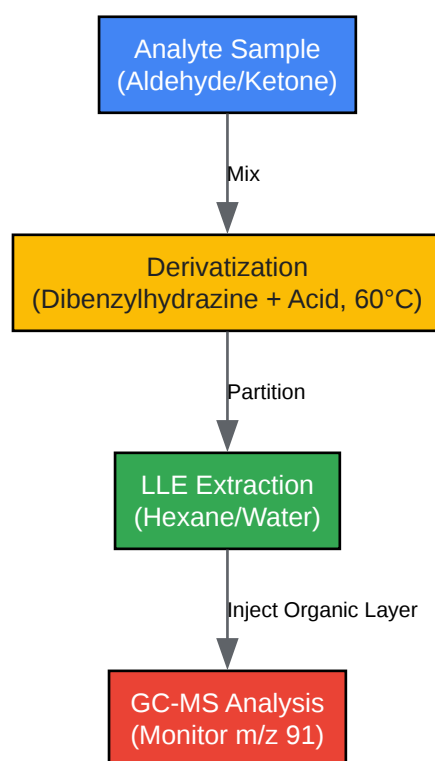 Analyte Sample
(Aldehyde/Ketone)
Mix
Derivatization
(Dibenzylhydrazine + Acid, 60°C)
Partition
LLE Extraction
(Hexane/Water)
Inject Organic Layer
GC-MS Analysis
(Monitor m/z 91)